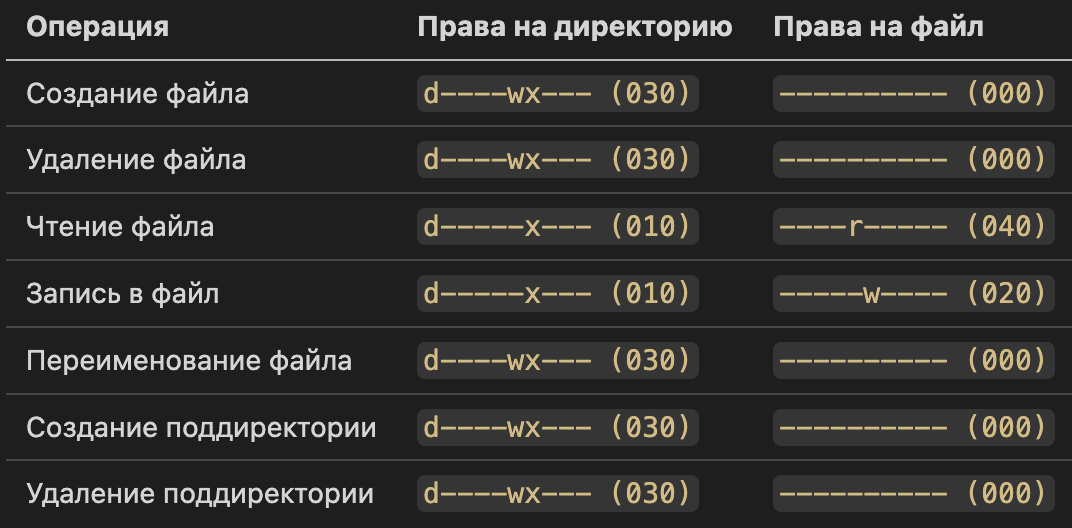 Операция Права на директорию Права на файл
Создание файла d----wx--- (030) ---------- (000)
Удаление файла d----wx--- (030) ---------- (000)
Чтение файла d-----x--- (010) ----r----- (040)
Запись в файл d-----x--- (010) -----w---- (020)
Переименование файла d----wx--- (030) ---------- (000)
Создание поддиректории d----wx--- (030) ---------- (000)
Удаление поддиректории d----wx--- (030) ---------- (000)